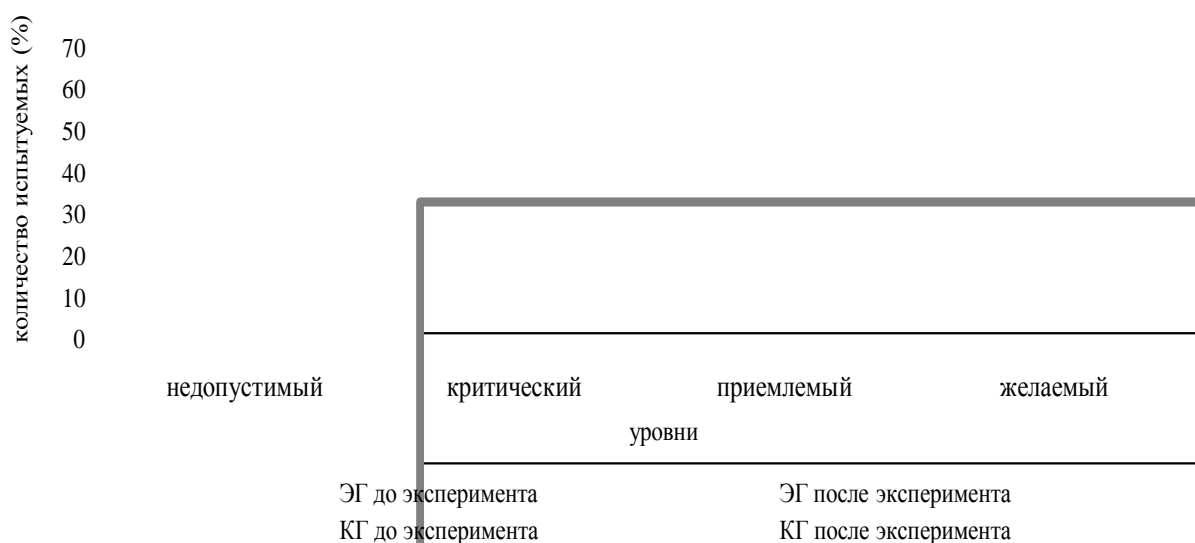 количество испытуемых (%)
70
60
50
40
30
20
10
0
недопустимый критический приемлемый желаемый
уровни
ЭГ до эксперимента ЭГ после эксперимента
КГ до эксперимента КГ после эксперимента